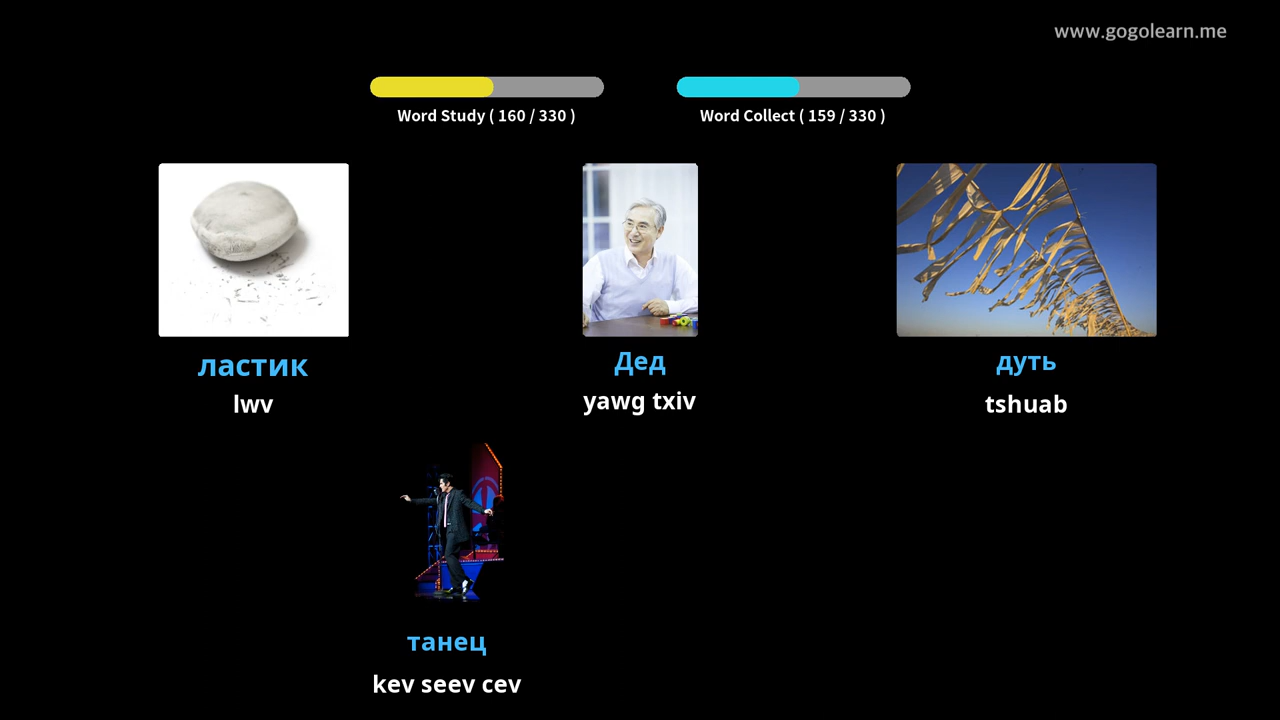 www.gogolearn.me
Word Study ( 160 / 330 )
Word Collect ( 159 / 330 )
ластик
lwv
Дед
yawg txiv
дуть
tshuab
танец
kev seev cev